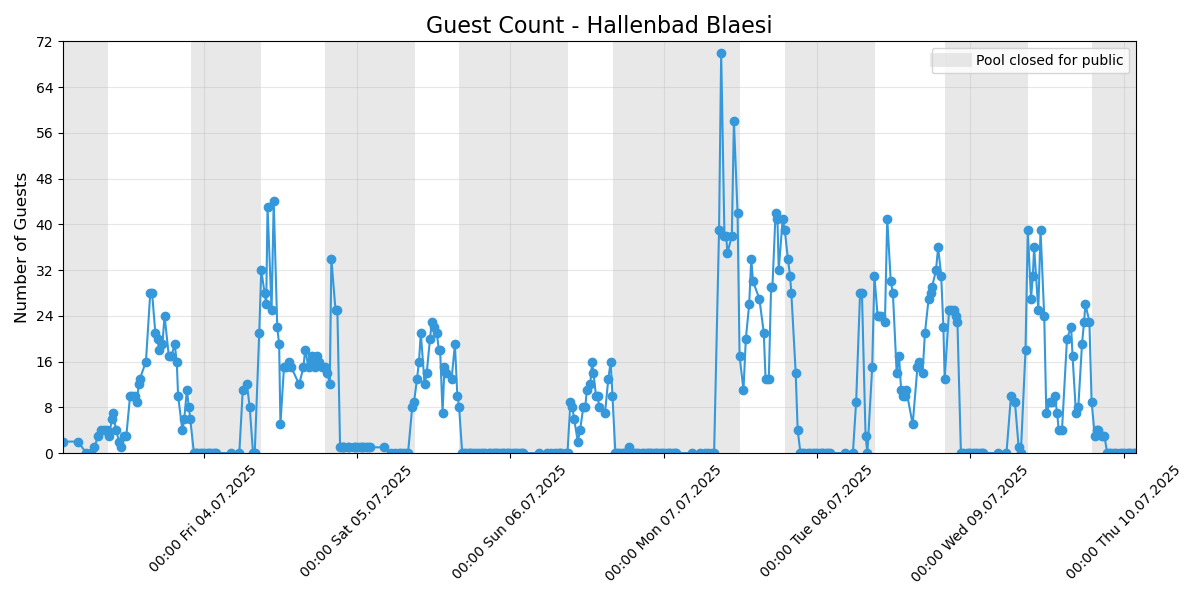 Guest Count - Hallenbad Blaesi
Pool closed for public
Number of Guests
72
64
56
48
40
32
24
16
8
0
00:00 Fri 04.07.2025
00:00 Sat 05.07.2025
00:00 Sun 06.07.2025
00:00 Mon 07.07.2025
00:00 Tue 08.07.2025
00:00 Wed 09.07.2025
00:00 Thu 10.07.2025